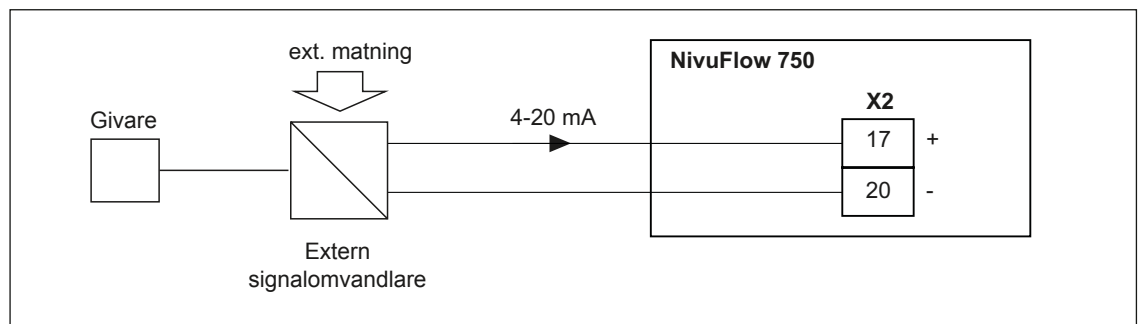 ext. matning
NivuFlow 750
X2
Givare
4-20 mA
17 +
20 -
Extern
signalomvandlare